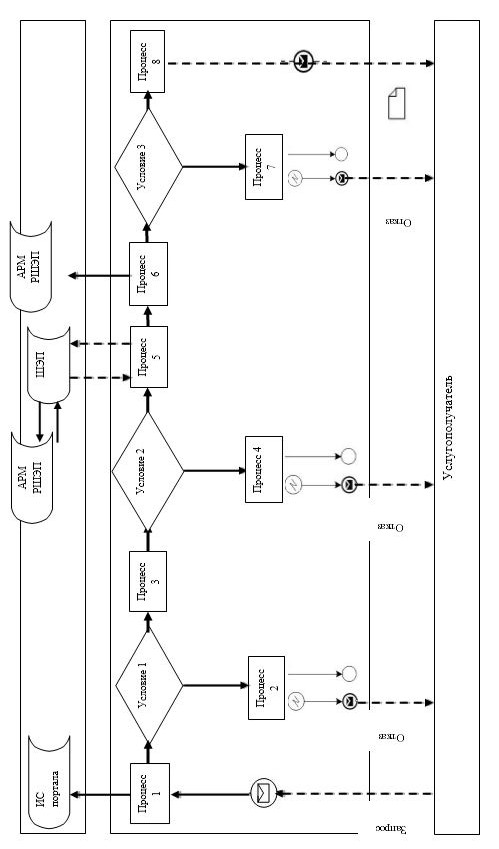 ИС
портала
АРМ
РШЭП
ШЭП
АРМ
РШЭП
Процесс
1
Условие 1
Процесс
3
Условие 2
Процесс
5
Процесс
6
Условие 3
Процесс
8
Процесс
2
Процесс 4
Процесс
7
Запрос
Отказ
Отказ
Отказ
Услугополучатель